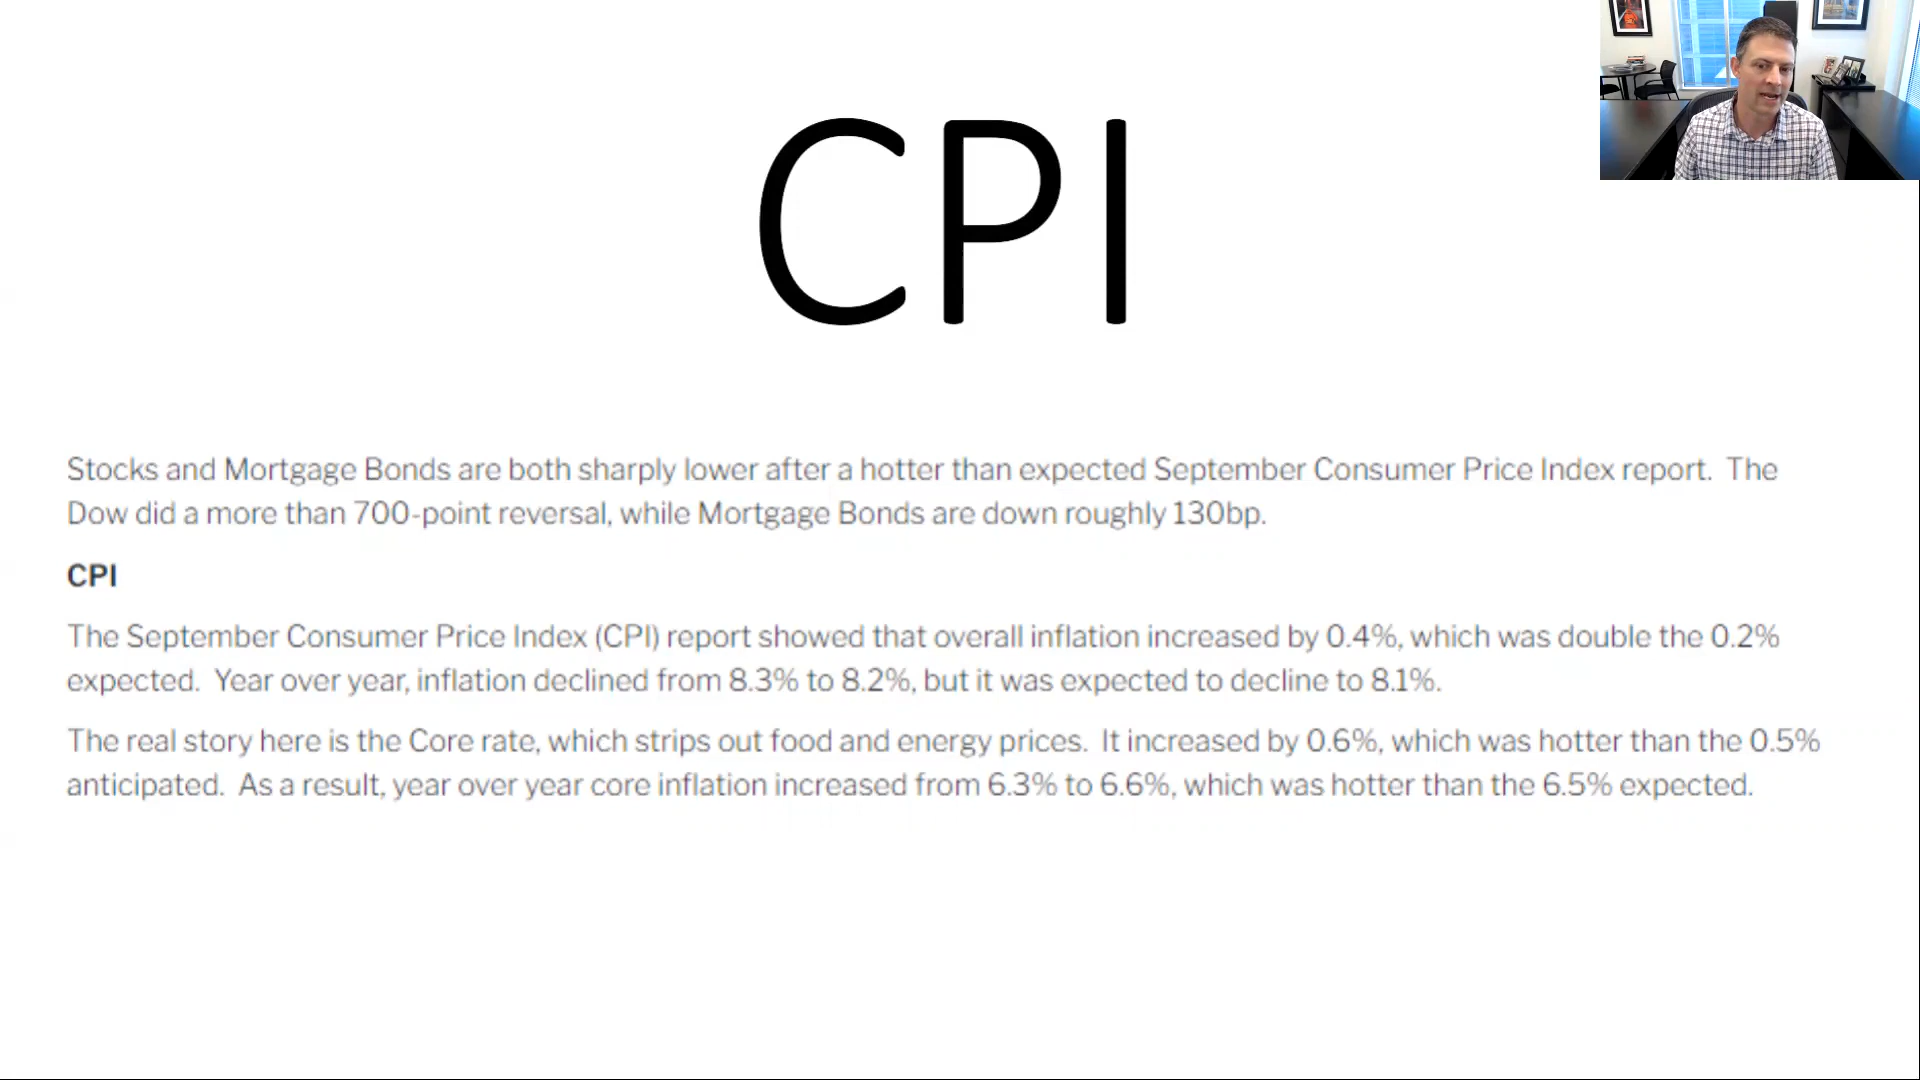 CPI
Stocks and Mortgage Bonds are both sharply lower after a hotter than expected September Consumer Price Index report.  The
Dow did a more than 700-point reversal, while Mortgage Bonds are down roughly 130bp.
CPI
The September Consumer Price Index (CPI) report showed that overall inflation increased by 0.4%, which was double the 0.2%
expected.  Year over year, inflation declined from 8.3% to 8.2%, but it was expected to decline to 8.1%.
The real story here is the Core rate, which strips out food and energy prices.  It increased by 0.6%, which was hotter than the 0.5%
anticipated.  As a result, year over year core inflation increased from 6.3% to 6.6%, which was hotter than the 6.5% expected.